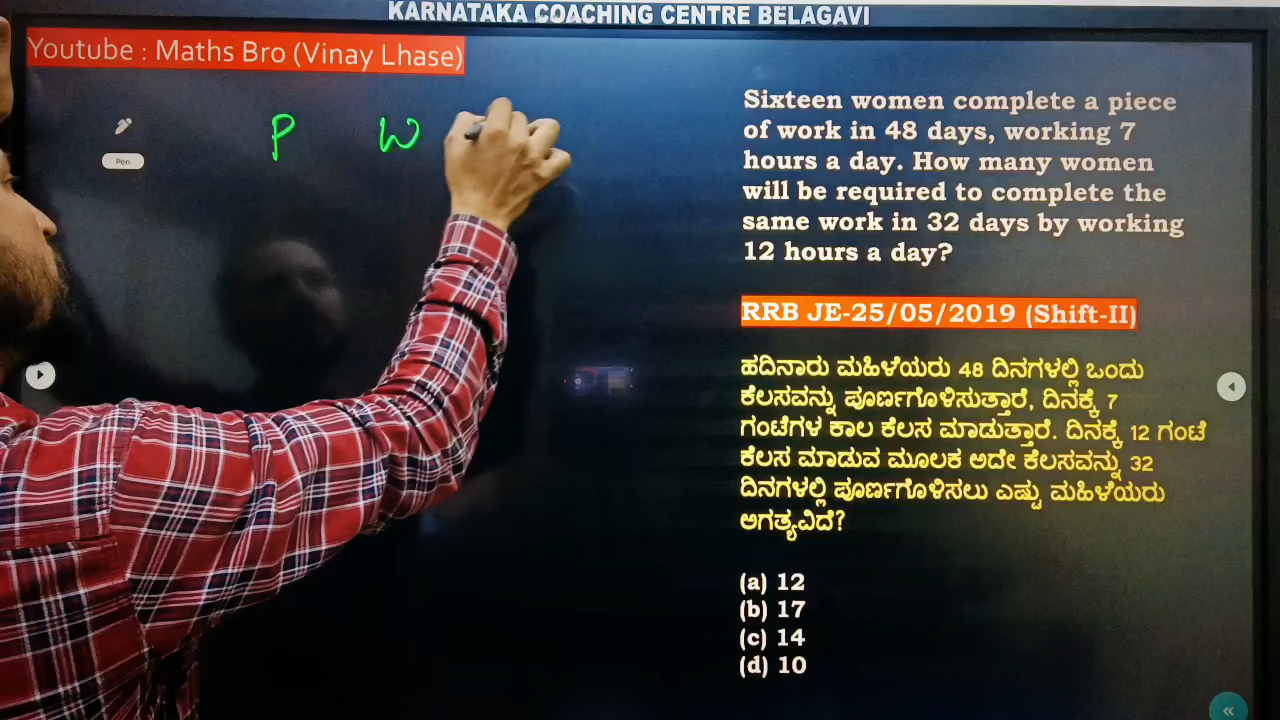 KARNATAKA COACHING CENTRE BELAGAVI
Youtube : Maths Bro (Vinay Lhase)
Pen
P W
Sixteen women complete a piece
of work in 48 days, working 7
hours a day. How many women
will be required to complete the
same work in 32 days by working
12 hours a day?
RRB JE-25/05/2019 (Shift-II)
ಹದಿನಾರು ಮಹಿಳೆಯರು 48 ದಿನಗಳಲ್ಲಿ ಒಂದು
ಕೆಲಸವನ್ನು ಪೂರ್ಣಗೊಳಿಸುತ್ತಾರೆ, ದಿನಕ್ಕೆ 7
ಗಂಟೆಗಳ ಕಾಲ ಕೆಲಸ ಮಾಡುತ್ತಾರೆ. ದಿನಕ್ಕೆ 12 ಗಂಟೆ
ಕೆಲಸ ಮಾಡುವ ಮೂಲಕ ಅದೇ ಕೆಲಸವನ್ನು 32
ದಿನಗಳಲ್ಲಿ ಪೂರ್ಣಗೊಳಿಸಲು ಎಷ್ಟು ಮಹಿಳೆಯರು
ಅಗತ್ಯವಿದೆ?
(a) 12
(b) 17
(c) 14
(d) 10